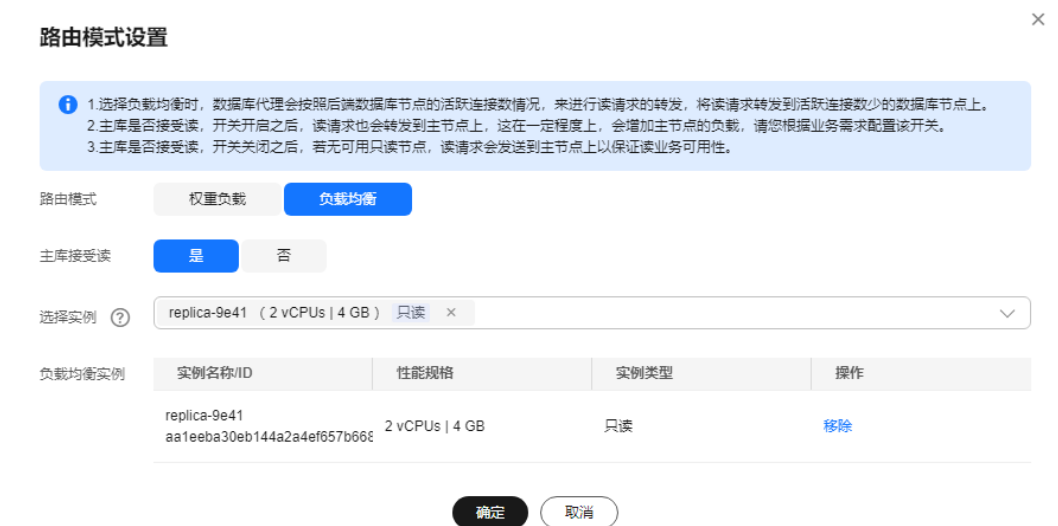 路由模式设置
1.选择负载均衡时，数据库代理会按照后端数据库节点的活跃连接数情况，来进行读请求的转发，将读请求转发到活跃连接数少的数据库节点上。
2.主库是否接受读，开关开启之后，读请求也会转发到主节点上，这在一定程度上，会增加主节点的负载，请您根据业务需求配置该开关。
3.主库是否接受读，开关关闭之后，若无可用只读节点，读请求会发送到主节点上以保证读业务可用性。
路由模式 权重负载 负载均衡
主库接受读 是 否
选择实例 ? replica-9e41 （2 vCPUs | 4 GB） 只读 ×
负载均衡实例 实例名称/ID 性能规格 实例类型 操作
replica-9e41
aa1eeba30eb144a2a4ef657b668 2 vCPUs | 4 GB 只读 移除
确定 取消